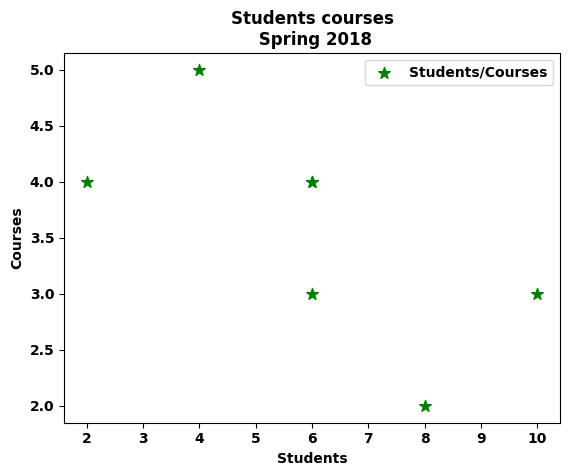 Students courses
Spring 2018
Students/Courses
5.0
4.5
4.0
3.5
3.0
2.5
2.0
Courses
2 3 4 5 6 7 8 9 10
Students